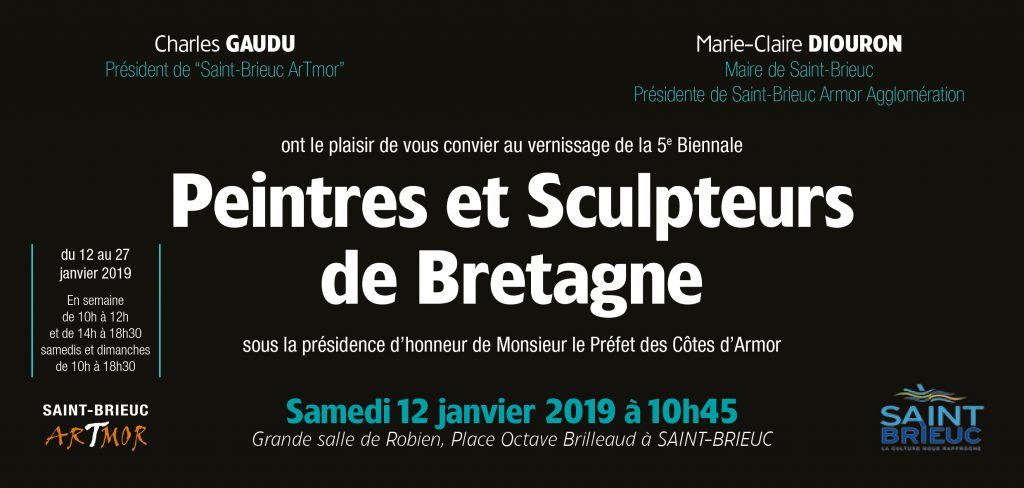 Charles GAUDU
Président de “Saint-Brieuc ArTmor”
Marie-Claire DIOURON
Maire de Saint-Brieuc
Présidente de Saint-Brieuc Armor Agglomération
ont le plaisir de vous convier au vernissage de la 5e Biennale
Peintres et Sculpteurs
de Bretagne
sous la présidence d’honneur de Monsieur le Préfet des Côtes d’Armor
du 12 au 27
janvier 2019
En semaine
de 10h à 12h
et de 14h à 18h30
samedis et dimanches
de 10h à 18h30
SAINT-BRIEUC
ARTMOR
Samedi 12 janvier 2019 à 10h45
Grande salle de Robien, Place Octave Brilleaud à SAINT-BRIEUC
SAINT
BRIEUC
LA CULTURE NOUS RAPPROCHE